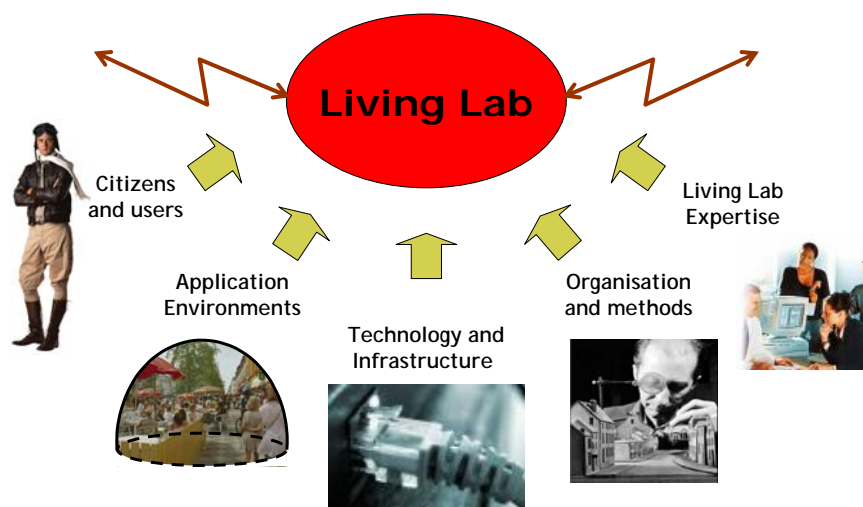 Living Lab
Citizens
and users
Living Lab
Expertise
Application
Environments
Organisation
and methods
Technology and
Infrastructure